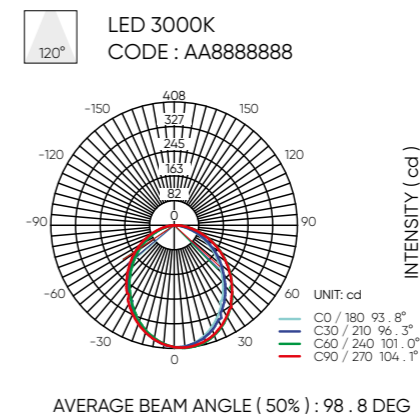 120°
LED 3000K
CODE : AA8888888
408
-150
327
150
245
-120
163
120
82
0
-90
90
INTENSITY ( cd )
-60
60
UNIT: cd
C0 / 180 93 . 8°
C30 / 210 96 . 3°
C60 / 240 101 . 0°
C90 / 270 104 . 1°
-30
30
0
AVERAGE BEAM ANGLE ( 50% ) : 98 . 8 DEG